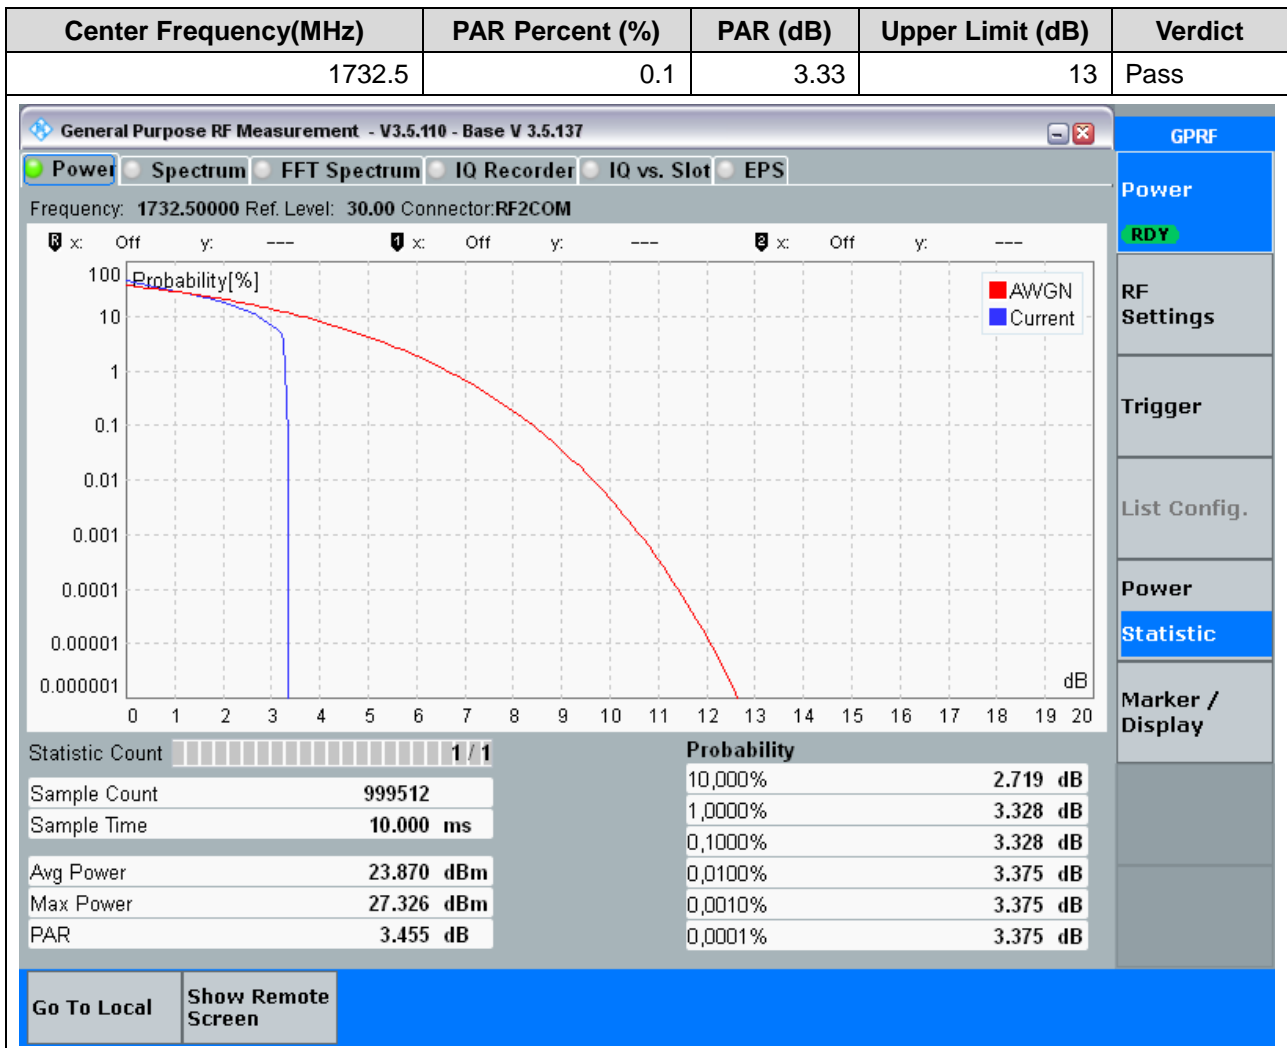 Center Frequency(MHz) PAR Percent (%) PAR (dB) Upper Limit (dB) Verdict
1732.5 0.1 3.33 13 Pass
General Purpose RF Measurement - V3.5.110 - Base V 3.5.137
GPRF
Power Spectrum FFT Spectrum IQ Recorder IQ vs. Slot EPS
Frequency: 1732.50000 Ref. Level: 30.00 Connector:RF2COM
R x: Off y: --- 1 x: Off y: --- 2 x: Off y: ---
Probability[%]
AWGN
Current
100
10
1
0.1
0.01
0.001
0.0001
0.00001
0.000001
dB
0 1 2 3 4 5 6 7 8 9 10 11 12 13 14 15 16 17 18 19 20
Statistic Count 1 / 1
Sample Count 999512
Sample Time 10.000 ms
Avg Power 23.870 dBm
Max Power 27.326 dBm
PAR 3.455 dB
Probability
10,000% 2.719 dB
1,0000% 3.328 dB
0,1000% 3.328 dB
0,0100% 3.375 dB
0,0010% 3.375 dB
0,0001% 3.375 dB
Power
RDY
RF
Settings
Trigger
List Config.
Power
Statistic
Marker /
Display
Go To Local
Show Remote
Screen